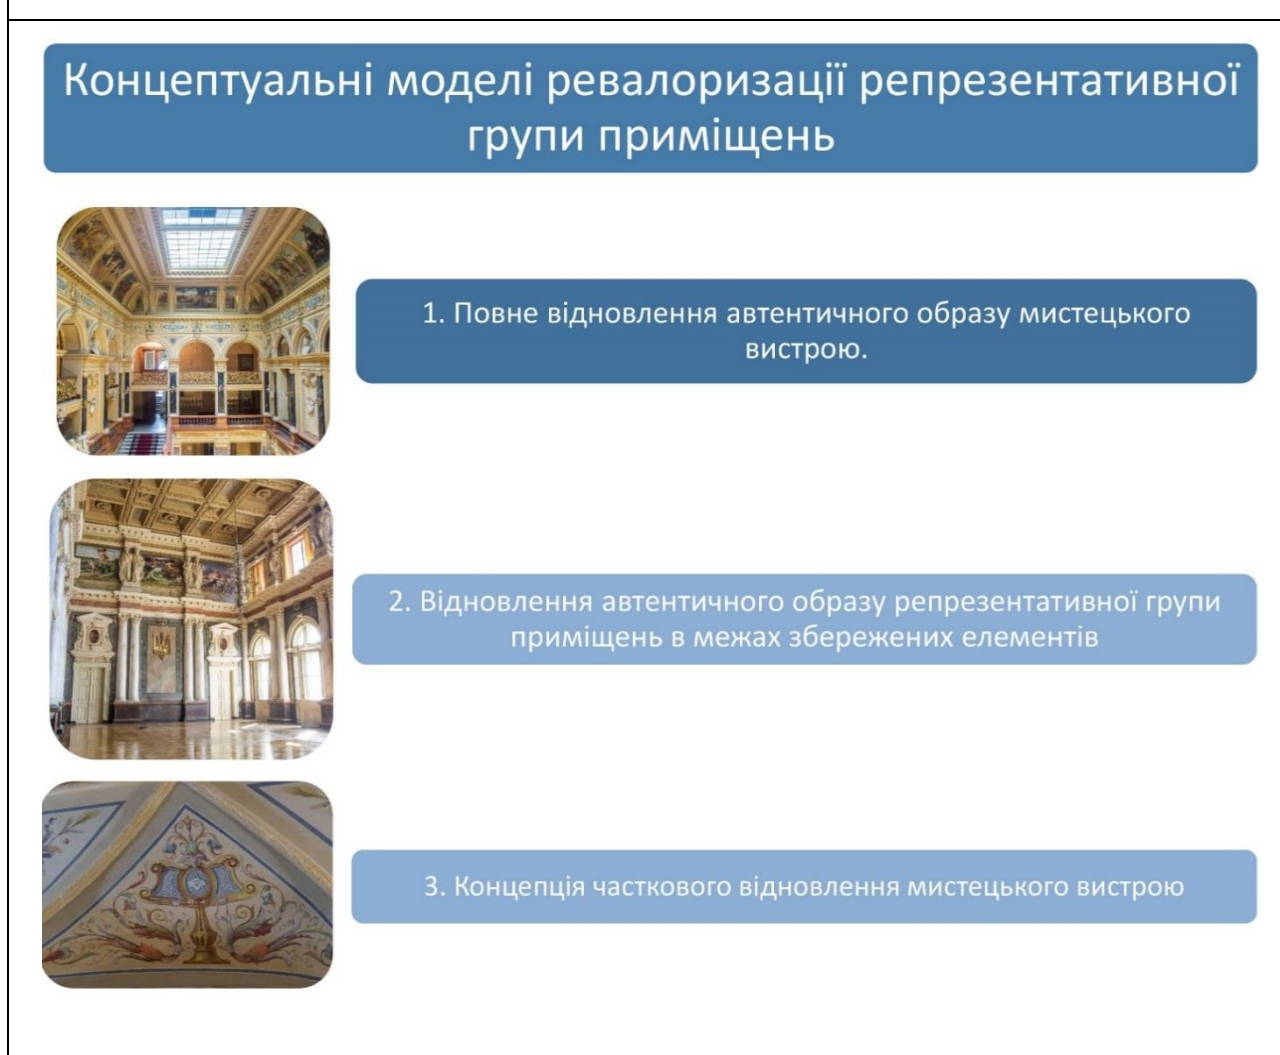 Концептуальні моделі ревалоризації репрезентативної
групи приміщень
1. Повне відновлення автентичного образу мистецького
вистрою.
2. Відновлення автентичного образу репрезентативної групи
приміщень в межах збережених елементів
3. Концепція часткового відновлення мистецького вистрою